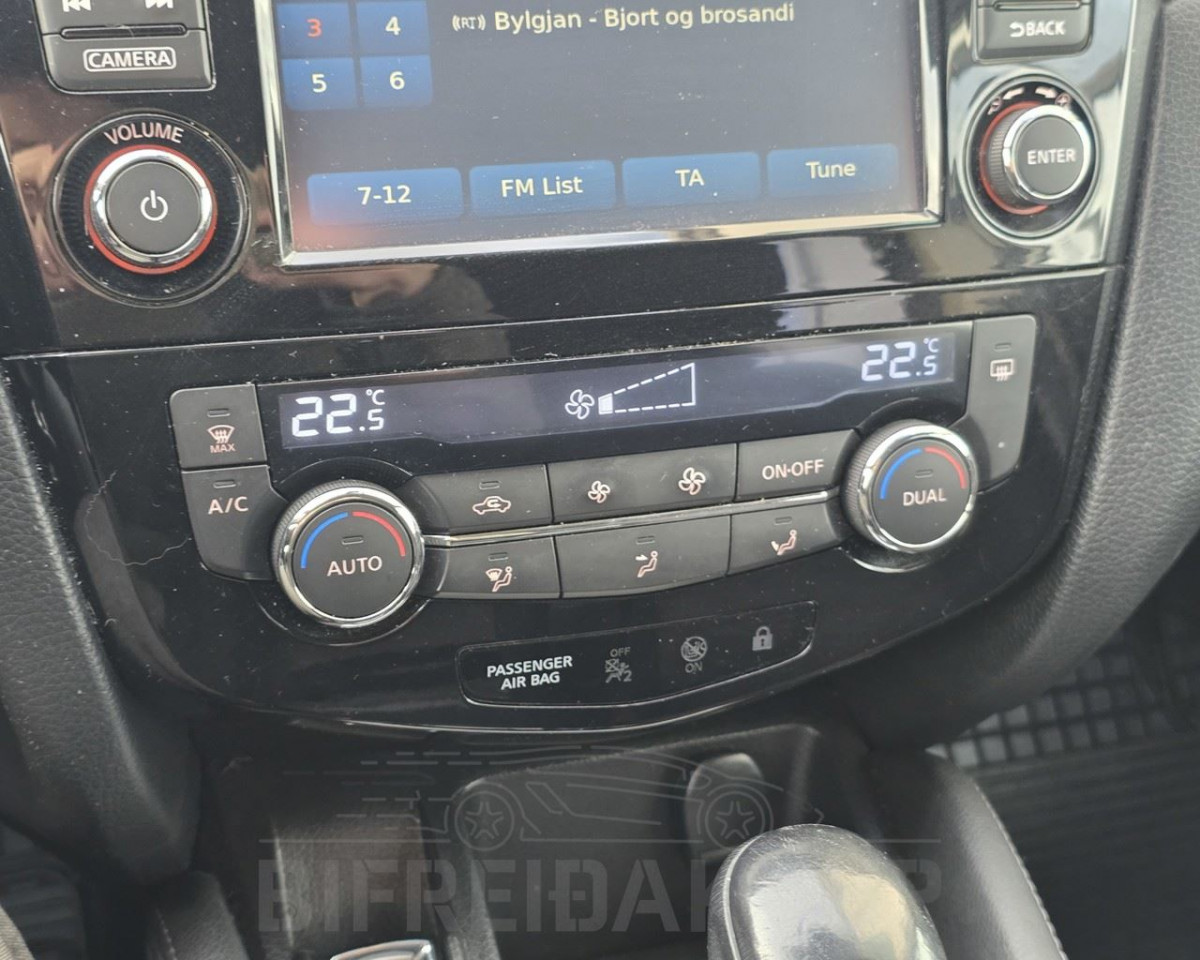 3 4
5 6
Bylgjan - Bjort og brosandi
CAMERA
BACK
VOLUME
ENTER
7-12 FM List TA Tune
22.5 °C
22.5 °C
MAX
A/C
ON·OFF
AUTO
DUAL
PASSENGER
AIR BAG
OFF
2
ON